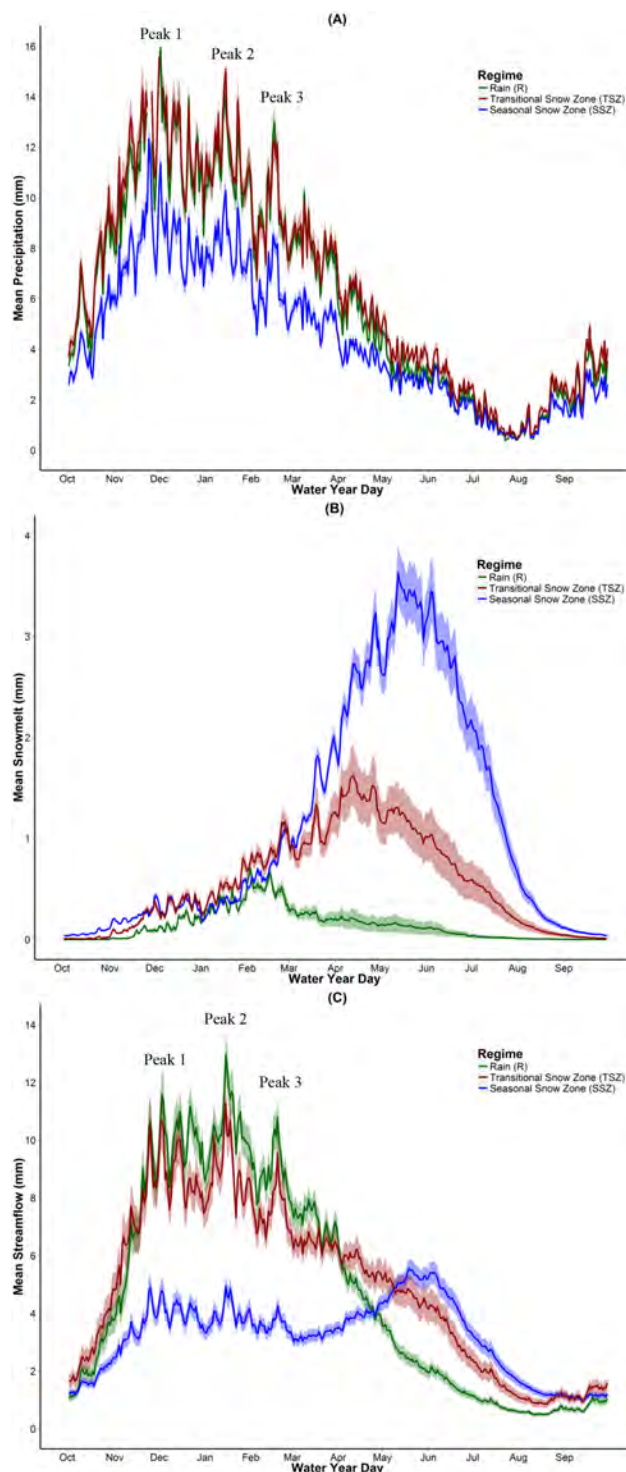 (A)
Peak 1
Peak 2
Peak 3
Regime
Rain (R)
Transitional Snow Zone (TSZ)
Seasonal Snow Zone (SSZ)
Mean Precipitation (mm)
16
14
12
10
8
6
4
2
0
Oct Nov Dec Jan Feb Mar Apr May Jun Jul Aug Sep
Water Year Day
(B)
Regime
Rain (R)
Transitional Snow Zone (TSZ)
Seasonal Snow Zone (SSZ)
Mean Snowmelt (mm)
4
3
2
1
0
Oct Nov Dec Jan Feb Mar Apr May Jun Jul Aug Sep
Water Year Day
(C)
Peak 1
Peak 2
Peak 3
Regime
Rain (R)
Transitional Snow Zone (TSZ)
Seasonal Snow Zone (SSZ)
Mean Streamflow (mm)
14
12
10
8
6
4
2
0
Oct Nov Dec Jan Feb Mar Apr May Jun Jul Aug Sep
Water Year Day